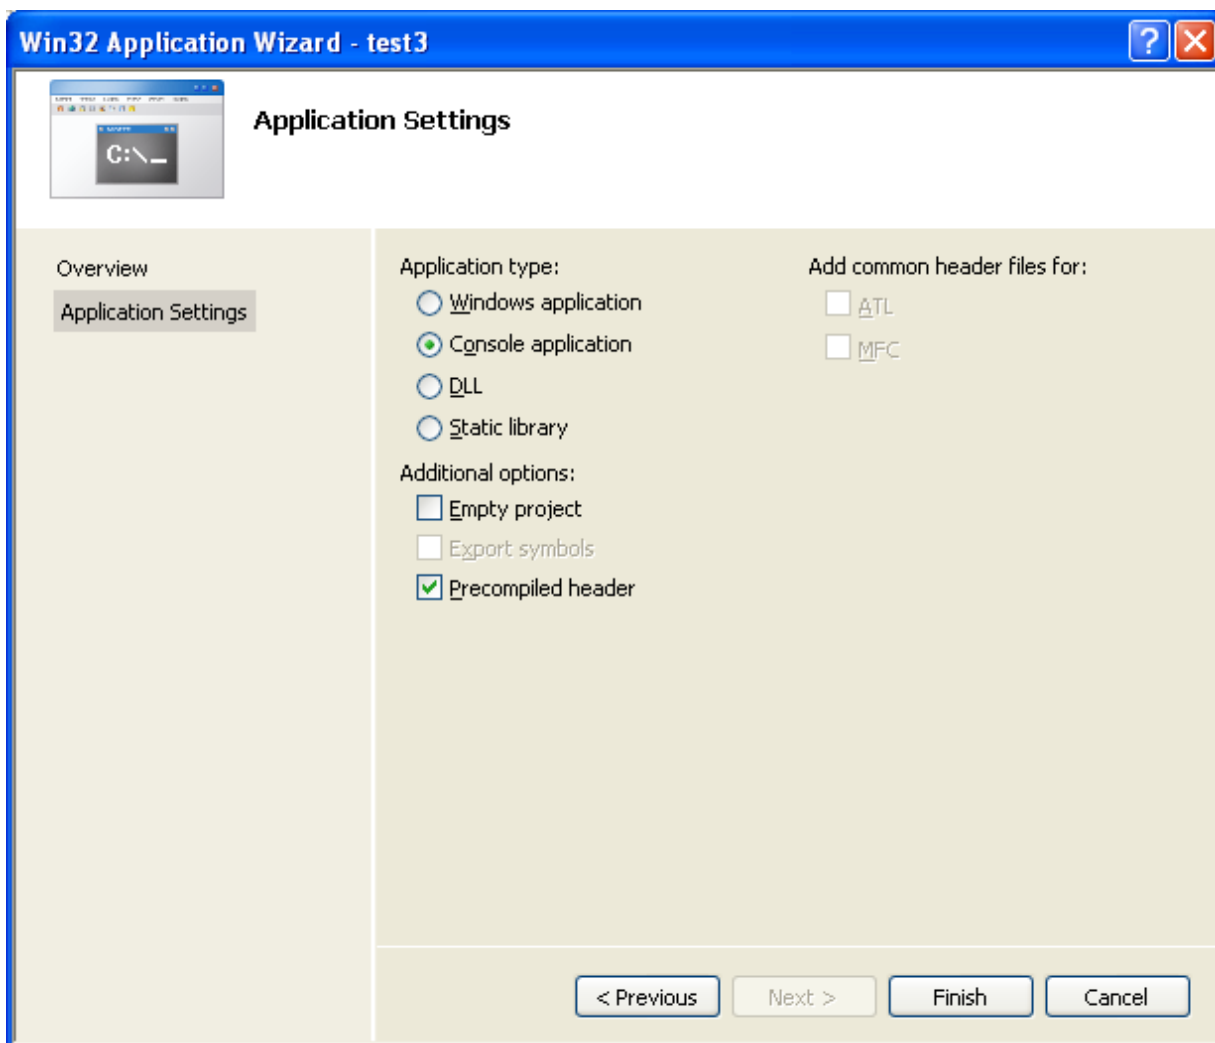 Win32 Application Wizard - test3
C:\_
Application Settings
Overview
Application Settings
Application type:
Windows application
Console application
DLL
Static library
Additional options:
Empty project
Export symbols
Precompiled header
Add common header files for:
ATL
MFC
< Previous
Next >
Finish
Cancel